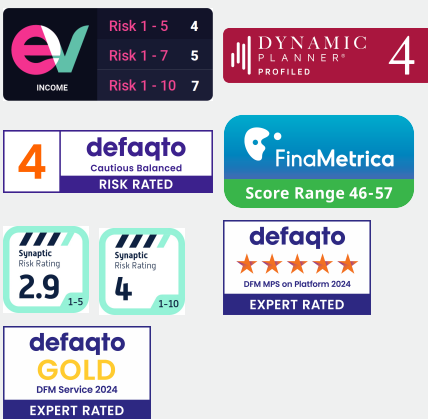 ev
INCOME
Risk 1 - 5 4
Risk 1 - 7 5
Risk 1 - 10 7
DYNAMIC
PLANNER®
PROFILED
4
4
defaqto
Cautious Balanced
RISK RATED
FinaMetrica
Score Range 46-57
Synaptic
Risk Rating
2.9
1-5
Synaptic
Risk Rating
4
1-10
defaqto
DFM MPS on Platform 2024
EXPERT RATED
defaqto
GOLD
DFM Service 2024
EXPERT RATED